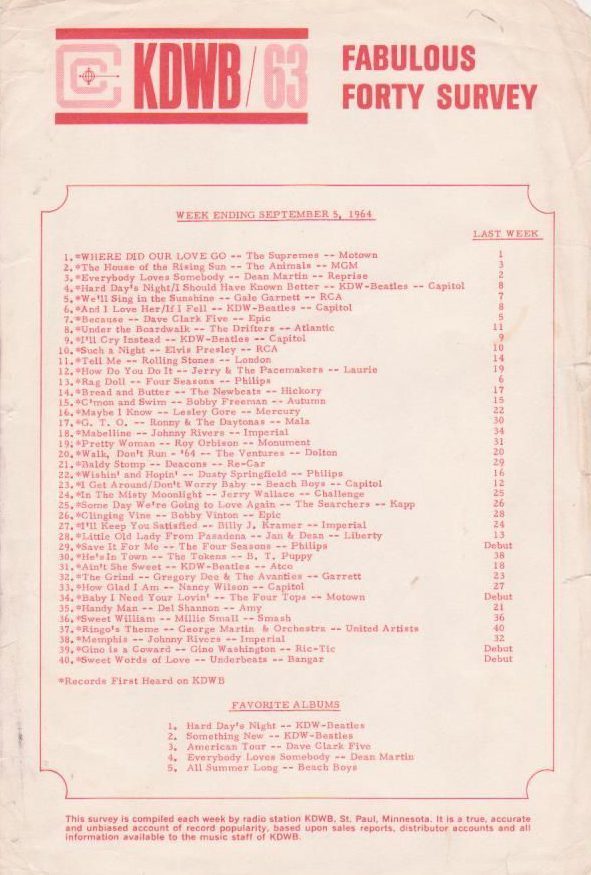 KDWB/63
FABULOUS
FORTY SURVEY
WEEK ENDING SEPTEMBER 5, 1964
LAST WEEK
1. *WHERE DID OUR LOVE GO -- The Supremes -- Motown 1
2. *The House of the Rising Sun -- The Animals -- MGM 3
3. *Everybody Loves Somebody -- Dean Martin -- Reprise 2
4. *Hard Day's Night/I Should Have Known Better -- KDW-Beatles -- Capitol 8
5. *We'll Sing in the Sunshine -- Gale Garnett -- RCA 7
6. *And I Love Her/If I Fell -- KDW-Beatles -- Capitol 8
7. *Because -- Dave Clark Five -- Epic 5
8. *Under the Boardwalk -- The Drifters -- Atlantic 11
9. *I'll Cry Instead -- KDW-Beatles -- Capitol 9
10. *Such a Night -- Elvis Presley -- RCA 10
11. *Tell Me -- Rolling Stones -- London 14
12. *How Do You Do It -- Jerry & The Pacemakers -- Laurie 19
13. *Rag Doll -- Four Seasons -- Philips 6
14. *Bread and Butter -- The Newbeats -- Hickory 17
15. *C'mon and Swim -- Bobby Freeman -- Autumn 15
16. *Maybe I Know -- Lesley Gore -- Mercury 22
17. *G. T. O. -- Ronny & The Daytonas -- Mala 30
18. *Mabelline -- Johnny Rivers -- Imperial 34
19. *Pretty Woman -- Roy Orbison -- Monument 31
20. *Walk, Don't Run - '64 -- The Ventures -- Dolton 20
21. *Baldy Stomp -- Deacons -- Re-Car 29
22. *Wishin' and Hopin' -- Dusty Springfield -- Philips 16
23. *I Get Around/Don't Worry Baby -- Beach Boys -- Capitol 12
24. *In The Misty Moonlight -- Jerry Wallace -- Challenge 25
25. *Some Day We're Going to Love Again -- The Searchers -- Kapp 26
26. *Clinging Vine -- Bobby Vinton -- Epic 28
27. *I'll Keep You Satisfied -- Billy J. Kramer -- Imperial 24
28. *Little Old Lady From Pasadena -- Jan & Dean -- Liberty 13
29. *Save It For Me -- The Four Seasons -- Philips Debut
30. *He's In Town -- The Tokens -- B. T. Puppy 38
31. *Ain't She Sweet -- KDW-Beatles -- Atco 18
32. *The Grind -- Gregory Dee & The Avanties -- Garrett 23
33. *How Glad I Am -- Nancy Wilson -- Capitol 27
34. *Baby I Need Your Lovin' -- The Four Tops -- Motown Debut
35. *Handy Man -- Del Shannon -- Amy 21
36. *Sweet William -- Millie Small -- Smash 36
37. *Ringo's Theme -- George Martin & Orchestra -- United Artists 40
38. *Memphis -- Johnny Rivers -- Imperial 32
39. *Gino is a Coward -- Gino Washington -- Ric-Tic Debut
40. *Sweet Words of Love -- Underbeats -- Bangar Debut
*Records First Heard on KDWB
FAVORITE ALBUMS
1. Hard Day's Night -- KDW-Beatles
2. Something New -- KDW-Beatles
3. American Tour -- Dave Clark Five
4. Everybody Loves Somebody -- Dean Martin
5. All Summer Long -- Beach Boys
This survey is compiled each week by radio station KDWB, St. Paul, Minnesota. It is a true, accurate
and unbiased account of record popularity, based upon sales reports, distributor accounts and all
information available to the music staff of KDWB.